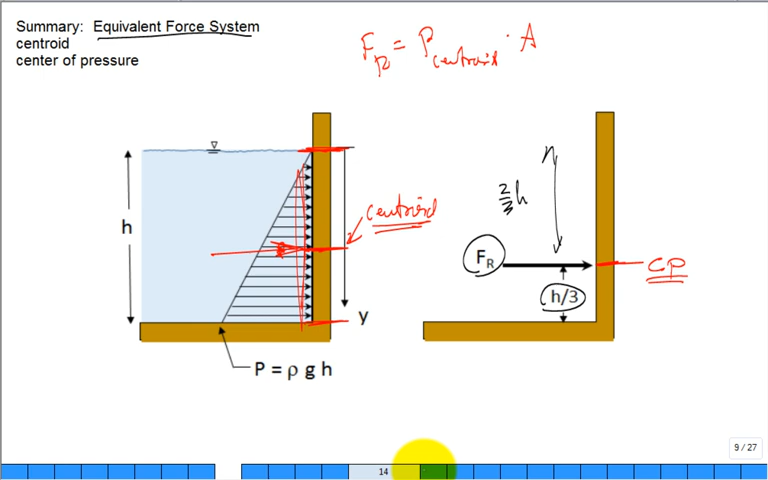 Summary: Equivalent Force System
centroid
center of pressure
F_R = P_centroid · A
h
centroid
y
P = ρ g h
2/3 h
F_R
h/3
CP
9 / 27
14